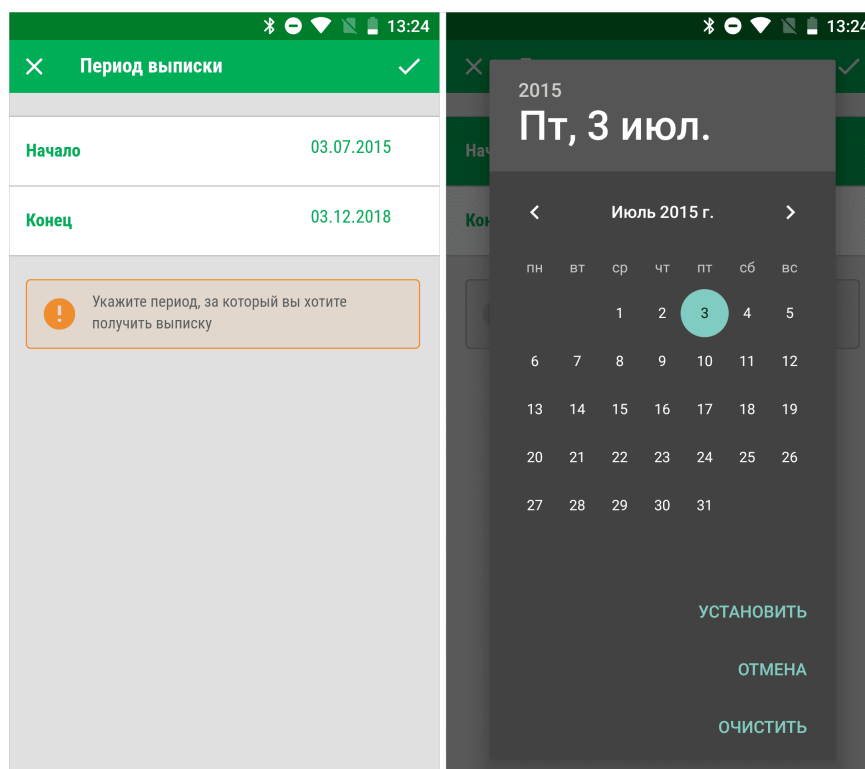 13:24
Период выписки
Начало 03.07.2015
Конец 03.12.2018
Укажите период, за который вы хотите
получить выписку
13:24
2015
Пт, 3 июл.
Июль 2015 г.
пн вт ср чт пт сб вс
1 2 3 4 5
6 7 8 9 10 11 12
13 14 15 16 17 18 19
20 21 22 23 24 25 26
27 28 29 30 31
УСТАНОВИТЬ
ОТМЕНА
ОЧИСТИТЬ